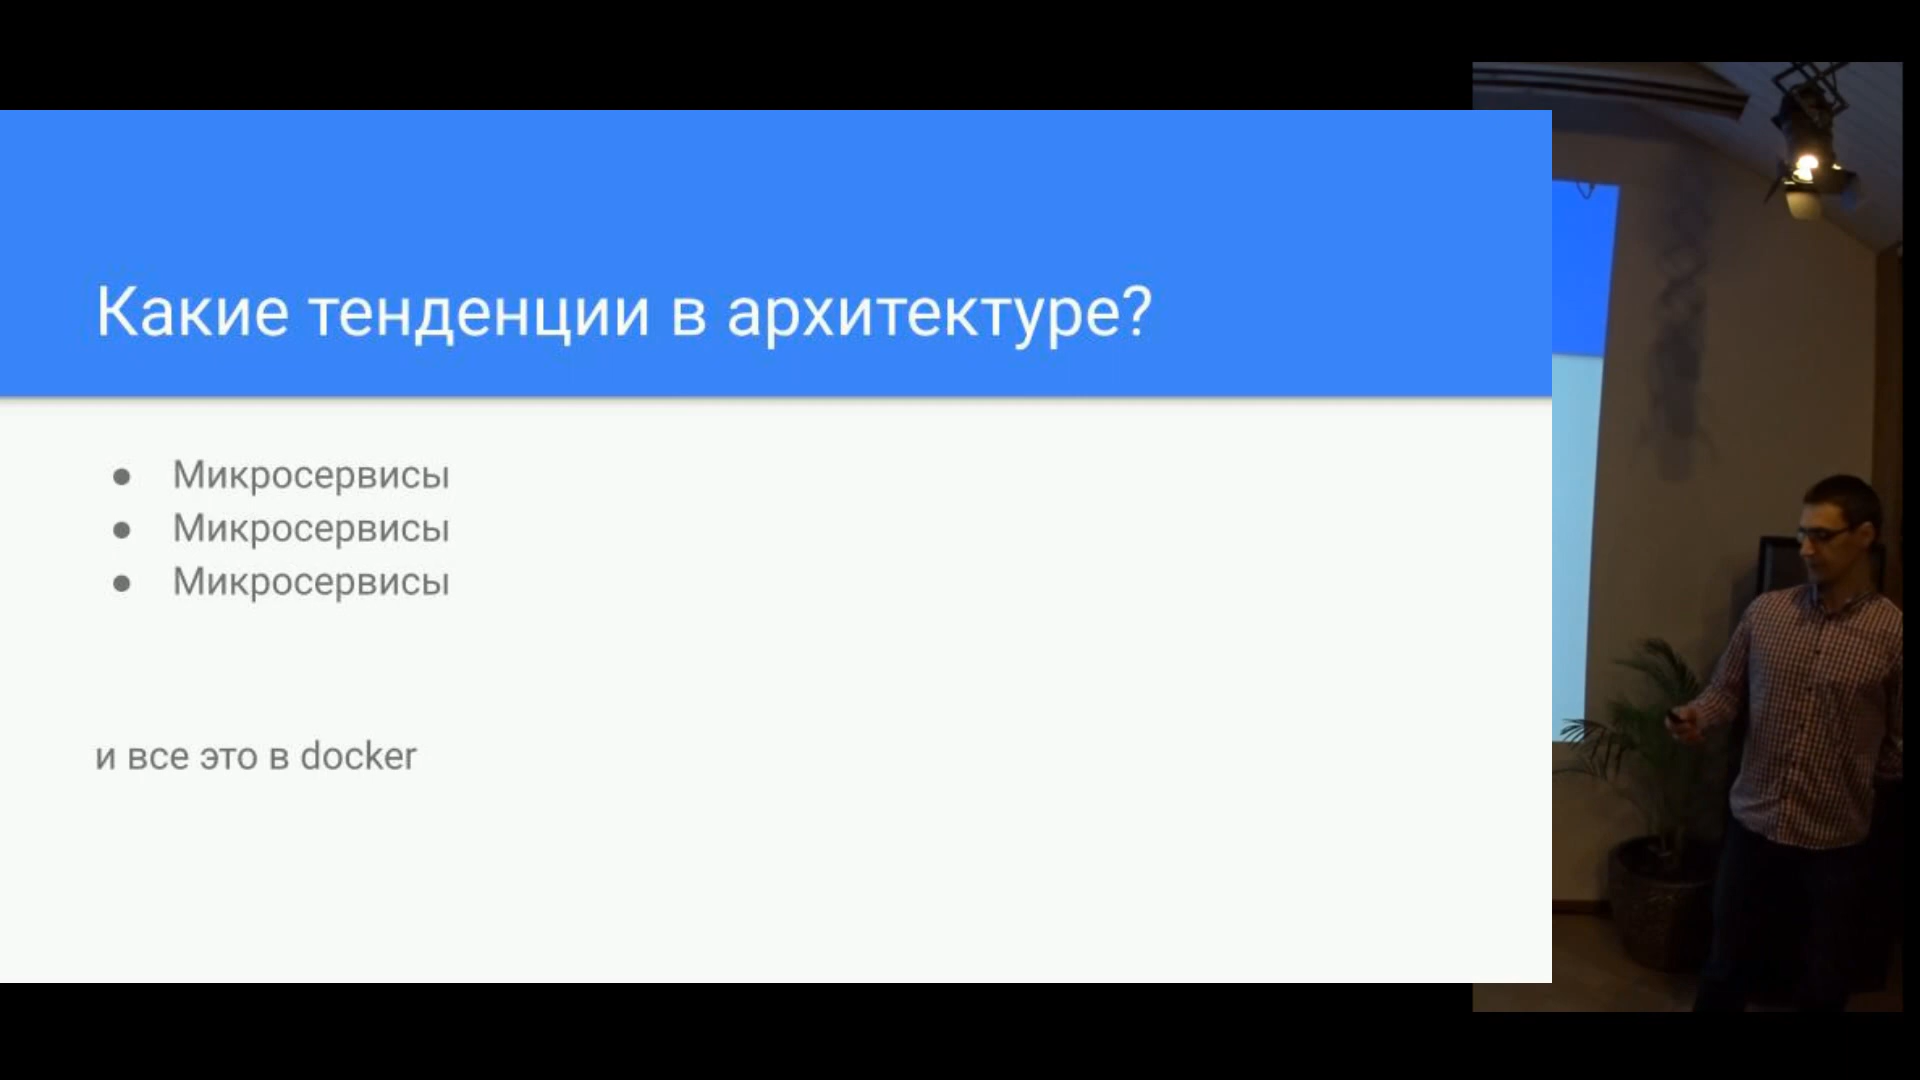 Какие тенденции в архитектуре?
● Микросервисы
● Микросервисы
● Микросервисы
и все это в docker